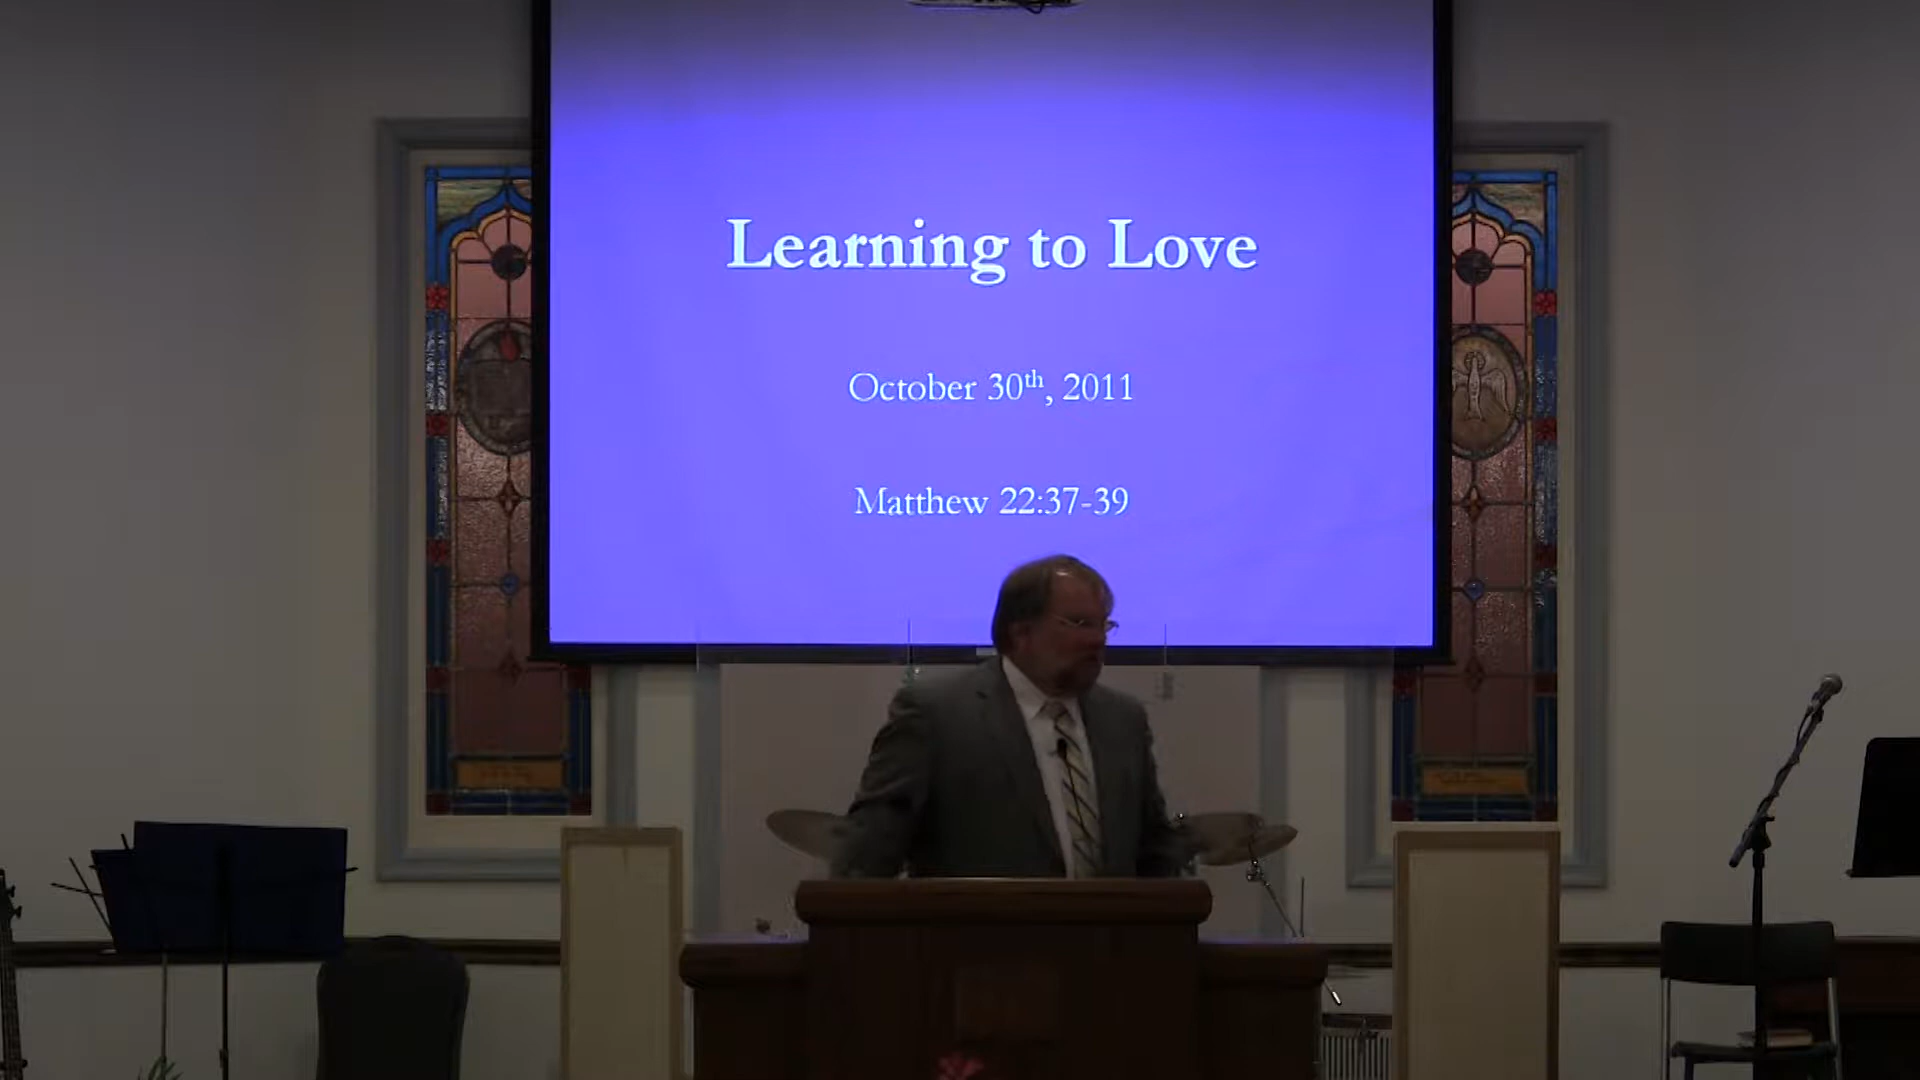 Learning to Love
October 30th, 2011
Matthew 22:37-39